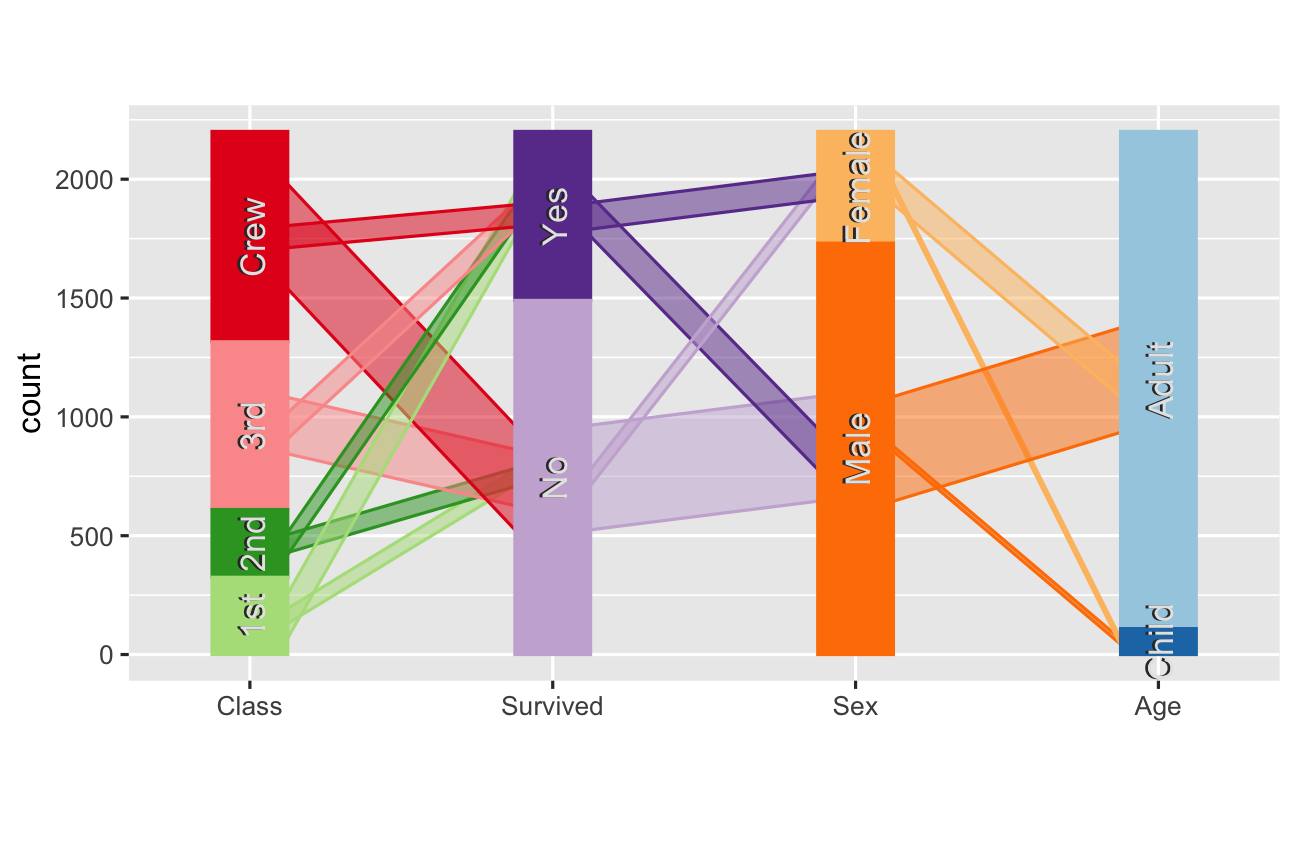 count
2000
1500
1000
500
0
Crew
3rd
2nd
1st
Yes
No
Female
Male
Adult
Child
Class
Survived
Sex
Age